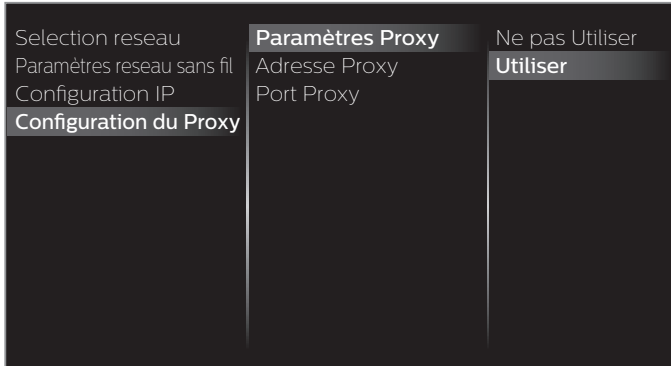 Selection reseau
Paramètres reseau sans fil
Configuration IP
Configuration du Proxy
Paramètres Proxy
Adresse Proxy
Port Proxy
Ne pas Utiliser
Utiliser